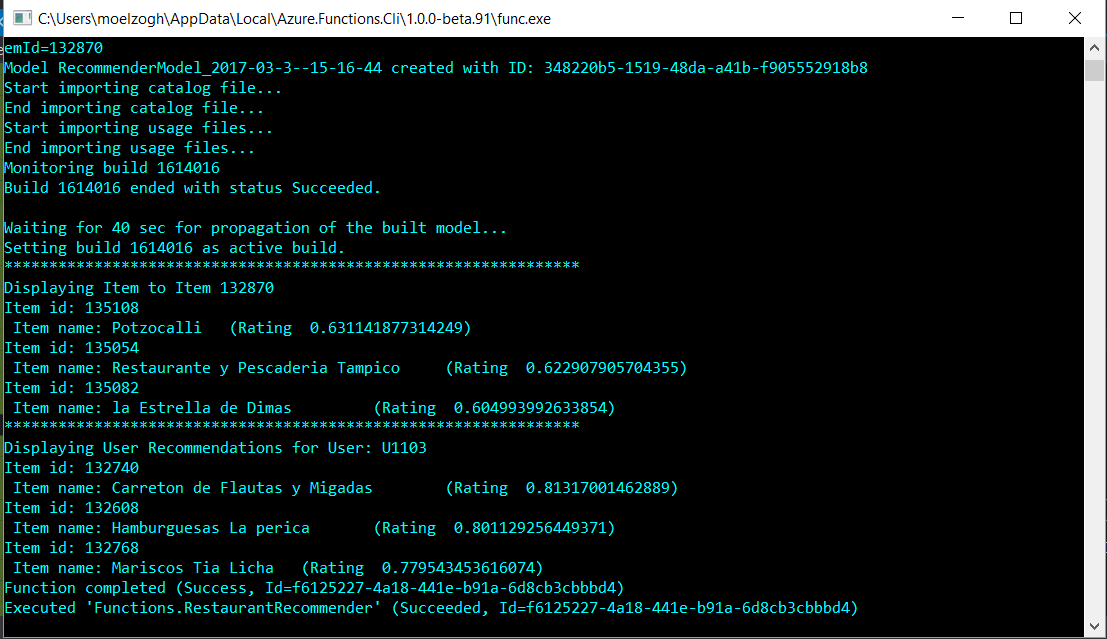 C:\Users\moelzogh\AppData\Local\Azure.Functions.Cli\1.0.0-beta.91\func.exe
emId=132870
Model RecommenderModel_2017-03-3--15-16-44 created with ID: 348220b5-1519-48da-a41b-f905552918b8
Start importing catalog file...
End importing catalog file...
Start importing usage files...
End importing usage files...
Monitoring build 1614016
Build 1614016 ended with status Succeeded.
Waiting for 40 sec for propagation of the built model...
Setting build 1614016 as active build.
****************************************************************
Displaying Item to Item 132870
Item id: 135108
Item name: Potzocalli   (Rating  0.631141877314249)
Item id: 135054
Item name: Restaurante y Pescaderia Tampico     (Rating  0.622907905704355)
Item id: 135082
Item name: la Estrella de Dimas         (Rating  0.604993992633854)
****************************************************************
Displaying User Recommendations for User: U1103
Item id: 132740
Item name: Carreton de Flautas y Migadas        (Rating  0.81317001462889)
Item id: 132608
Item name: Hamburguesas La perica       (Rating  0.801129256449371)
Item id: 132768
Item name: Mariscos Tia Licha   (Rating  0.779543453616074)
Function completed (Success, Id=f6125227-4a18-441e-b91a-6d8cb3cbbbd4)
Executed 'Functions.RestaurantRecommender' (Succeeded, Id=f6125227-4a18-441e-b91a-6d8cb3cbbbd4)